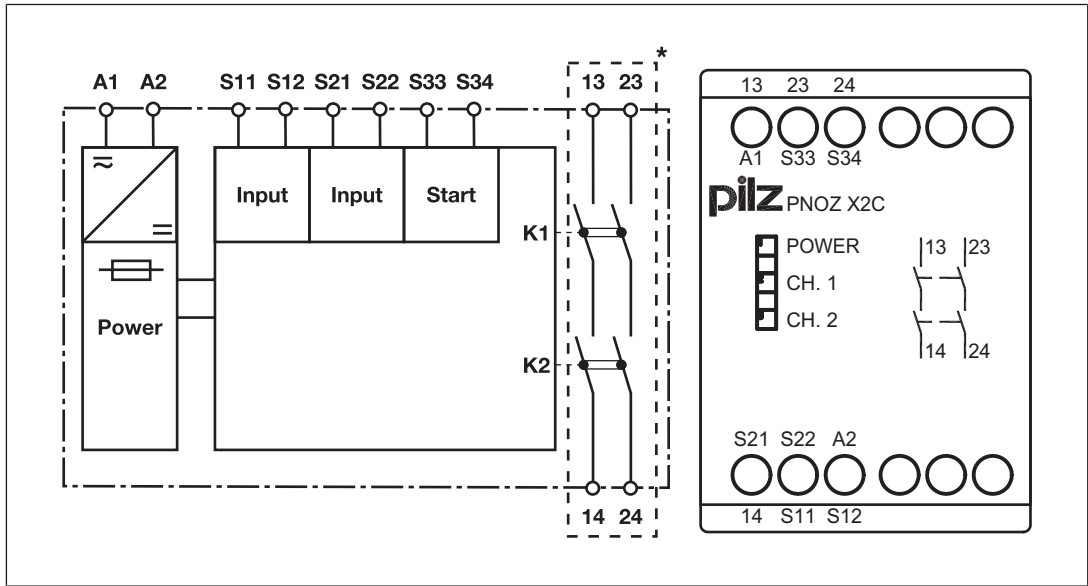 A1 A2 S11 S12 S21 S22 S33 S34 13 23 *
Input Input Start
Power
K1
K2
14 24
13 23 24
A1 S33 S34
pilz PNOZ X2C
POWER
CH. 1
CH. 2
13 23
14 24
S21 S22 A2
14 S11 S12